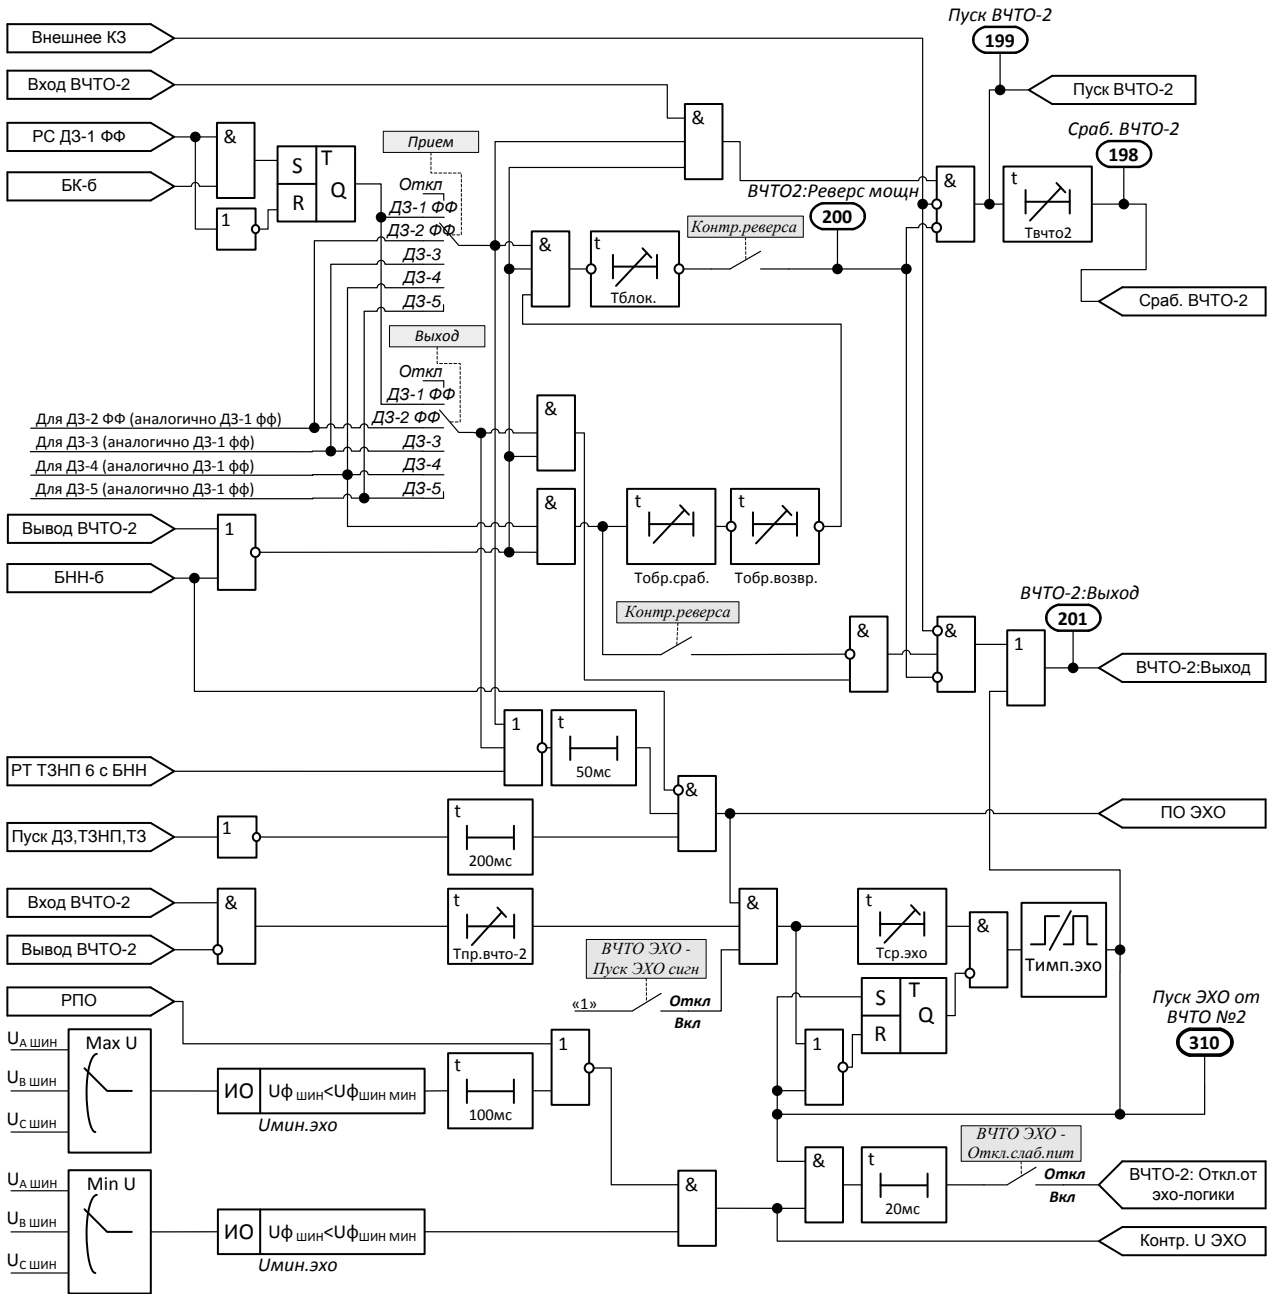 Пуск ВЧТО-2
199
Внешнее КЗ
Вход ВЧТО-2
Пуск ВЧТО-2
&
Сраб. ВЧТО-2
198
РС ДЗ-1 ФФ
&
БК-б
S
T
Q
R
1
Прием
Откл
ДЗ-1 ФФ
ДЗ-2 ФФ
ДЗ-3
ДЗ-4
ДЗ-5
ВЧТО2:Реверс мощн
200
Контр.реверса
&
t
Тблок.
&
t
Твчто2
Сраб. ВЧТО-2
Выход
Откл
ДЗ-1 ФФ
ДЗ-2 ФФ
ДЗ-3
ДЗ-4
ДЗ-5
&
Для ДЗ-2 ФФ (аналогично ДЗ-1 фф)
Для ДЗ-3 (аналогично ДЗ-1 фф)
Для ДЗ-4 (аналогично ДЗ-1 фф)
Для ДЗ-5 (аналогично ДЗ-1 фф)
Вывод ВЧТО-2
1
БНН-б
&
t
Тобр.сраб.
t
Тобр.возвр.
Контр.реверса
&
&
ВЧТО-2:Выход
201
1
ВЧТО-2:Выход
РТ ТЗНП 6 с БНН
1
t
50мс
&
ПО ЭХО
Пуск ДЗ,ТЗНП,ТЗ
1
t
200мс
Вход ВЧТО-2
&
Вывод ВЧТО-2
t
Тпр.вчто-2
ВЧТО ЭХО -
Пуск ЭХО сигн
«1»
Откл
Вкл
&
t
Тср.эхо
&
Тимп.эхо
S
T
Q
R
1
Пуск ЭХО от
ВЧТО №2
310
РПО
UА шин
UВ шин
UС шин
Max U
ИО
Uф шин<Uфшин мин
Uмин.эхо
t
100мс
1
UА шин
UВ шин
UС шин
Min U
ИО
Uф шин<Uфшин мин
Uмин.эхо
&
&
t
20мс
ВЧТО ЭХО -
Откл.слаб.пит
Откл
Вкл
ВЧТО-2: Откл.от
эхо-логики
Контр. U ЭХО